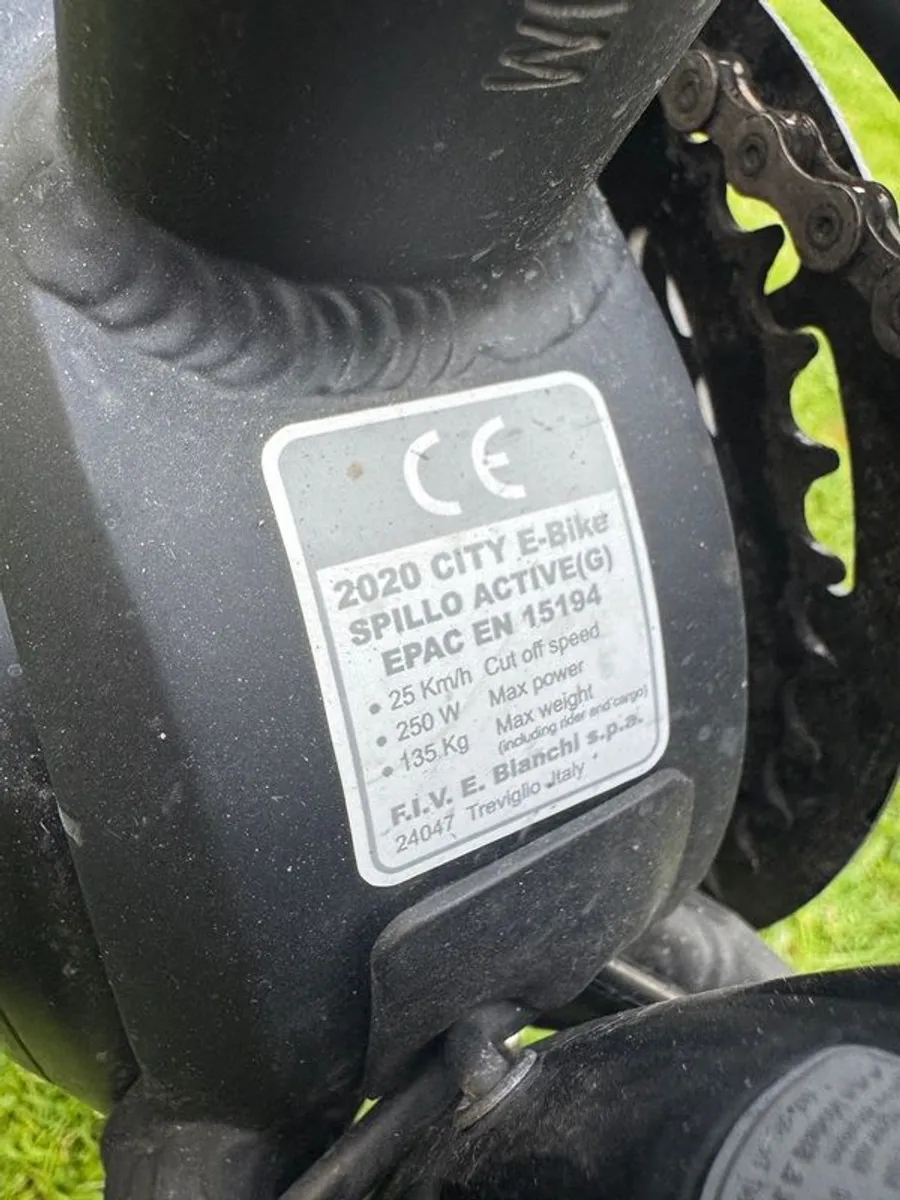 CE
2020 CITY E-Bike
SPILLO ACTIVE(G)
EPAC EN 15194
• 25 Km/h Cut off speed
• 250 W Max power
• 135 Kg Max weight
(including rider and cargo)
F.I.V. E. Bianchi s.p.a.
24047 Treviglio Italy